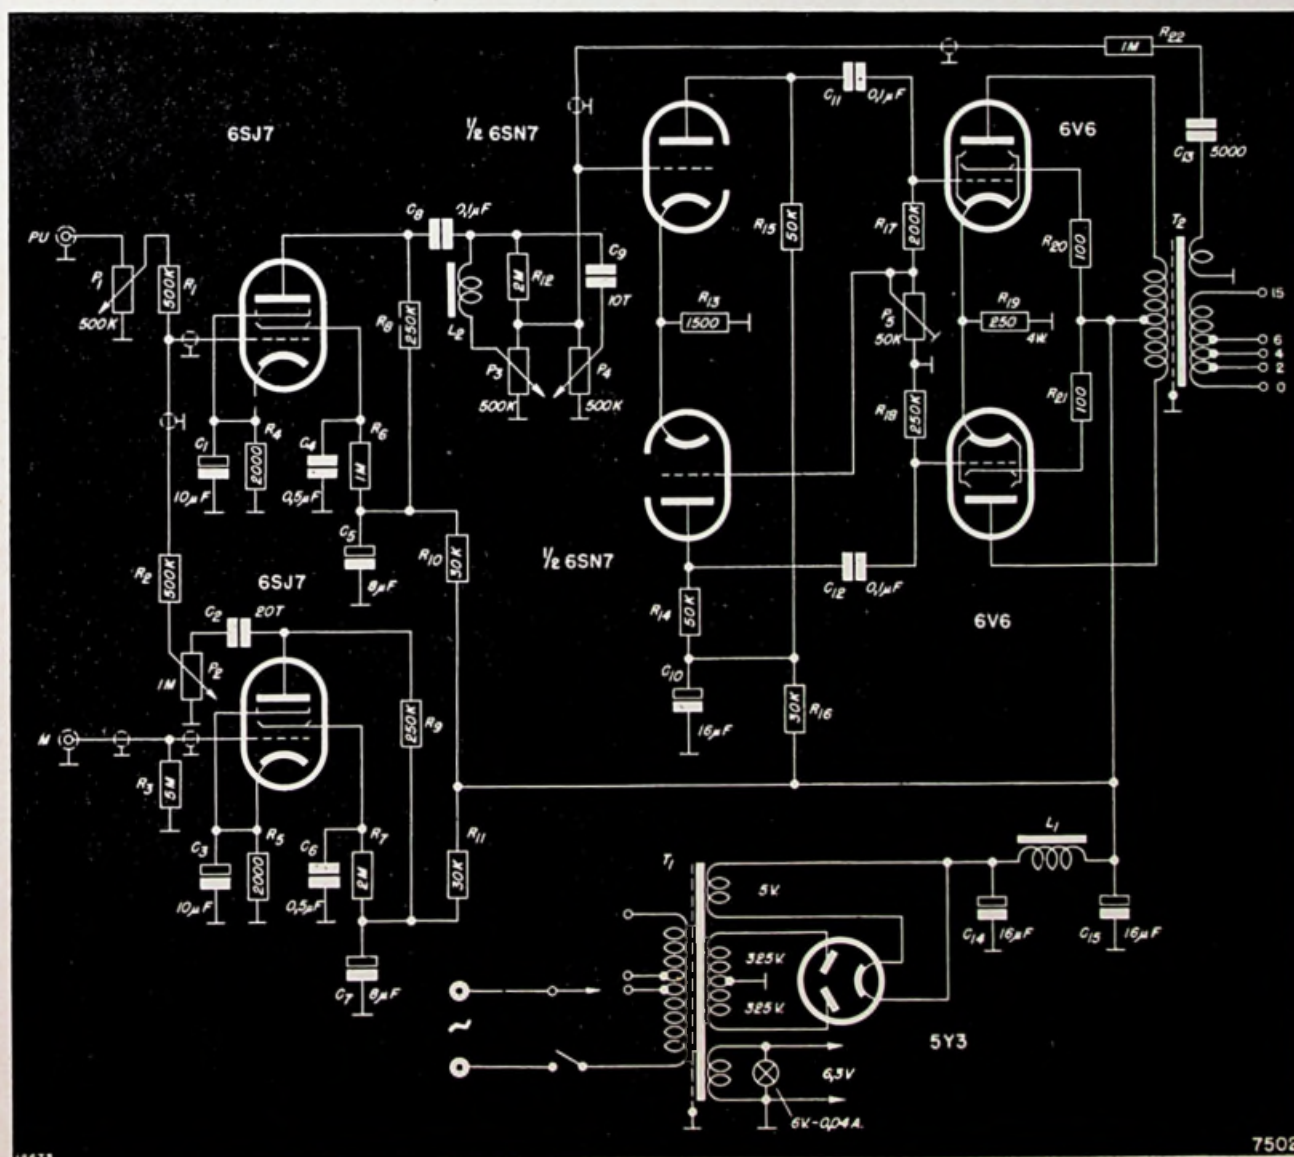 R22
1M
C11 0,1µF
6SJ7
½ 6SN7
6V6
C13 5000
C8 0,1µF
PU
P1
500K
R1
500K
R8
250K
L2
2M
R12
C9
10T
R15
50K
R17
200K
R20
100
T2
15
6
4
2
0
R13
1500
P5
50K
R19
250
4W.
P3
500K
P4
500K
R21
100
R18
250K
C1
10µF
R4
2000
C4
0,5µF
R6
1M
C5
8µF
R10
30K
½ 6SN7
C12 0,1µF
6V6
R2
500K
6SJ7
C2
20T
R14
50K
P2
1M
R9
250K
C10
16µF
30K
R16
M
R3
5M
C3
10µF
R5
2000
C6
0,5µF
R7
2M
R11
30K
C7
8µF
T1
5V.
325V.
325V.
L1
C14
16µF
C15
16µF
5Y3
~
6,3V
6V.-0,04A.
7502